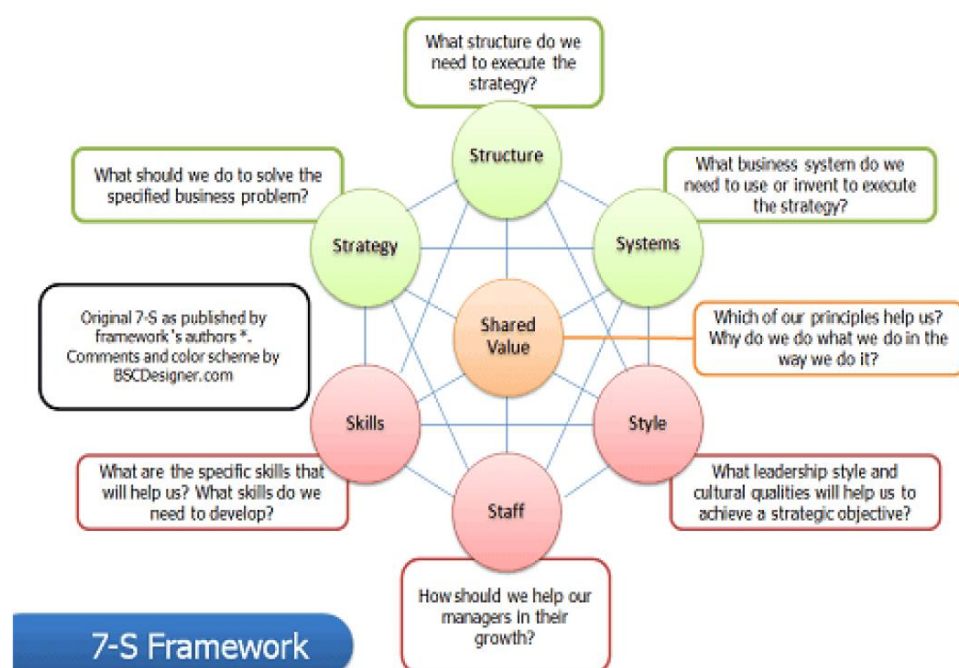 What structure do we
need to execute the
strategy?
Structure
What should we do to solve the
specified business problem?
What business system do we
need to use or invent to execute
the strategy?
Strategy
Systems
Original 7-S as published by
framework's authors *.
Comments and color scheme by
BSCDesigner.com
Shared
Value
Which of our principles help us?
Why do we do what we do in the
way we do it?
Skills
Style
What are the specific skills that
will help us? What skills do we
need to develop?
Staff
What leadership style and
cultural qualities will help us to
achieve a strategic objective?
How should we help our
managers in their
growth?
7-S Framework